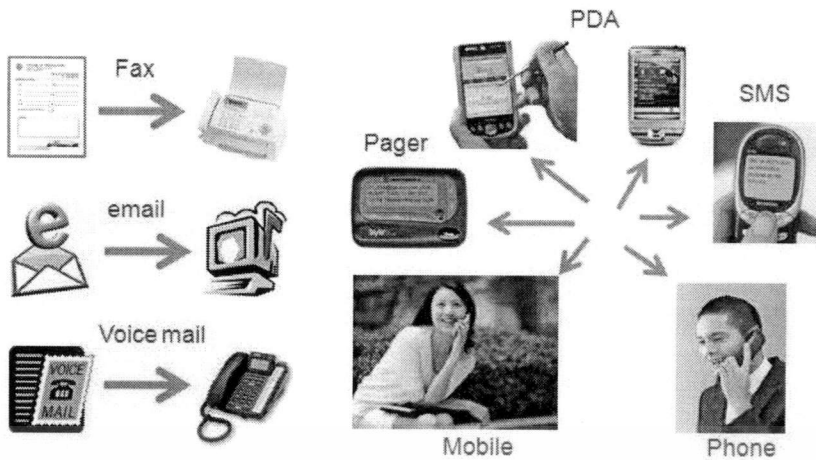 PDA
Fax
SMS
Pager
email
Voice mail
VOICE
MAIL
Mobile
Phone